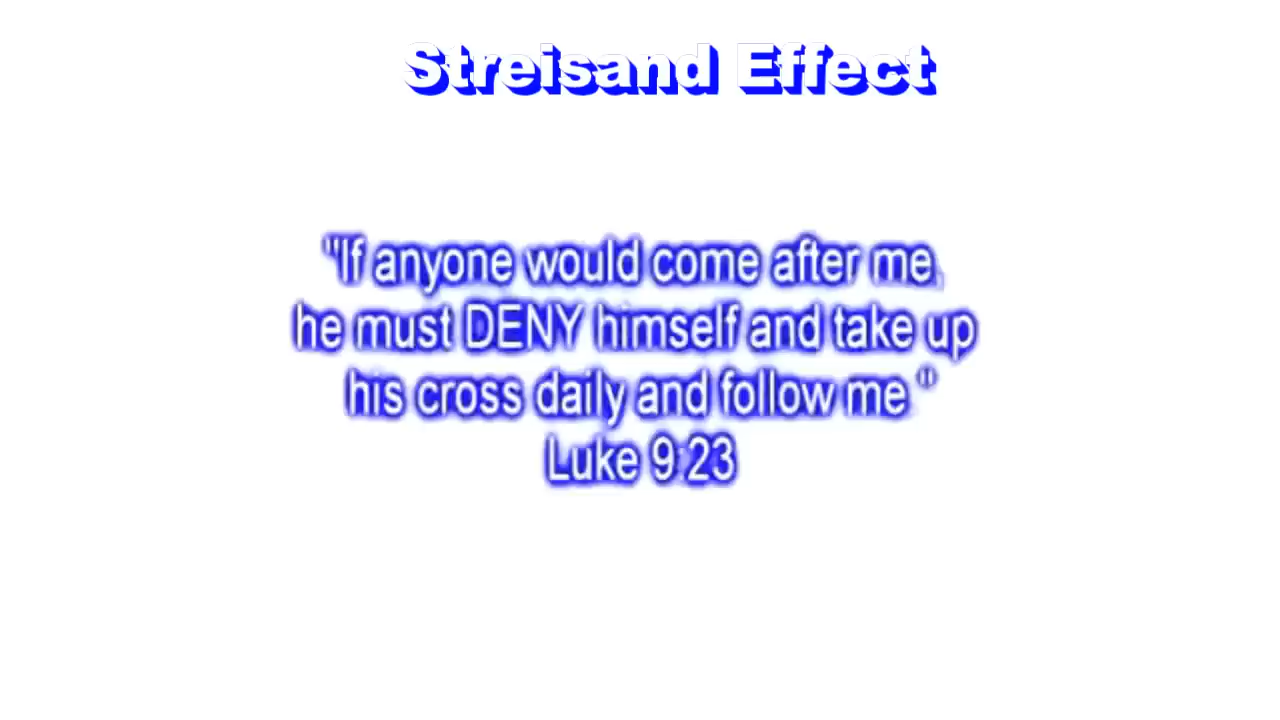 Streisand Effect
"If anyone would come after me,
he must DENY himself and take up
his cross daily and follow me."
Luke 9:23